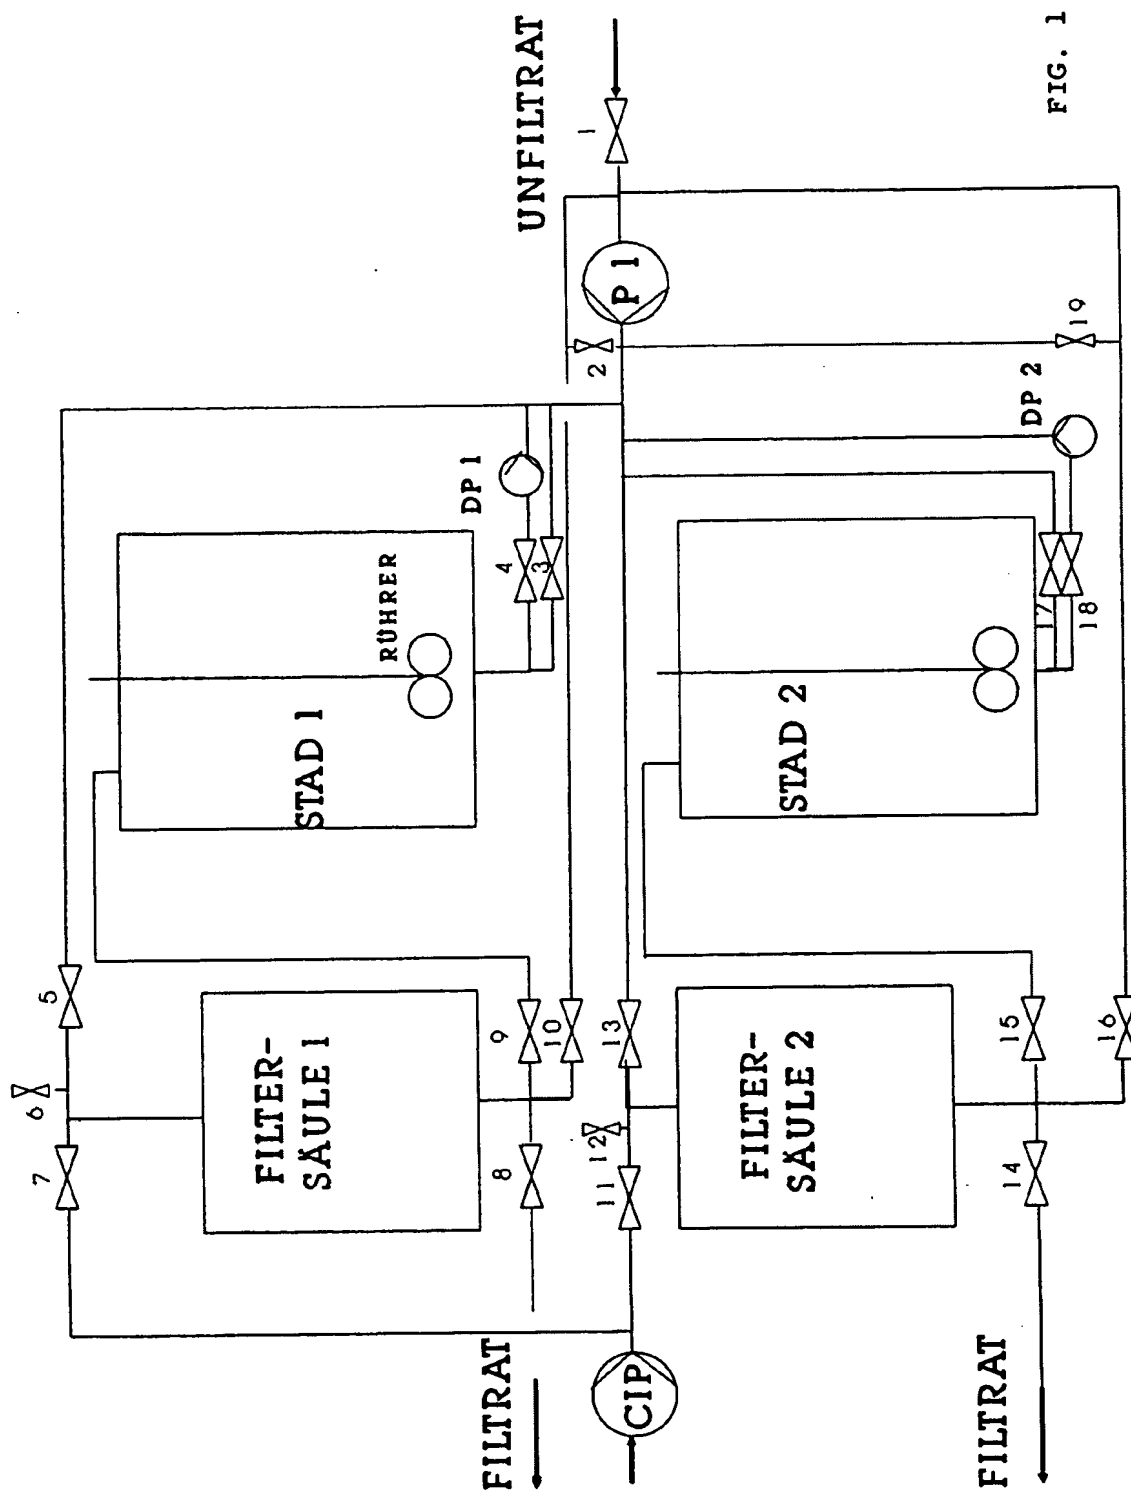 FIG. 1
UNFILTRAT
1
P 1
2
19
DP 1
DP 2
4
3
17
18
RÜHRER
STAD 1
STAD 2
5
6
7
9
10
13
15
16
FILTER-
SÄULE 1
FILTER-
SÄULE 2
8
12
11
14
FILTRAT
CIP
FILTRAT